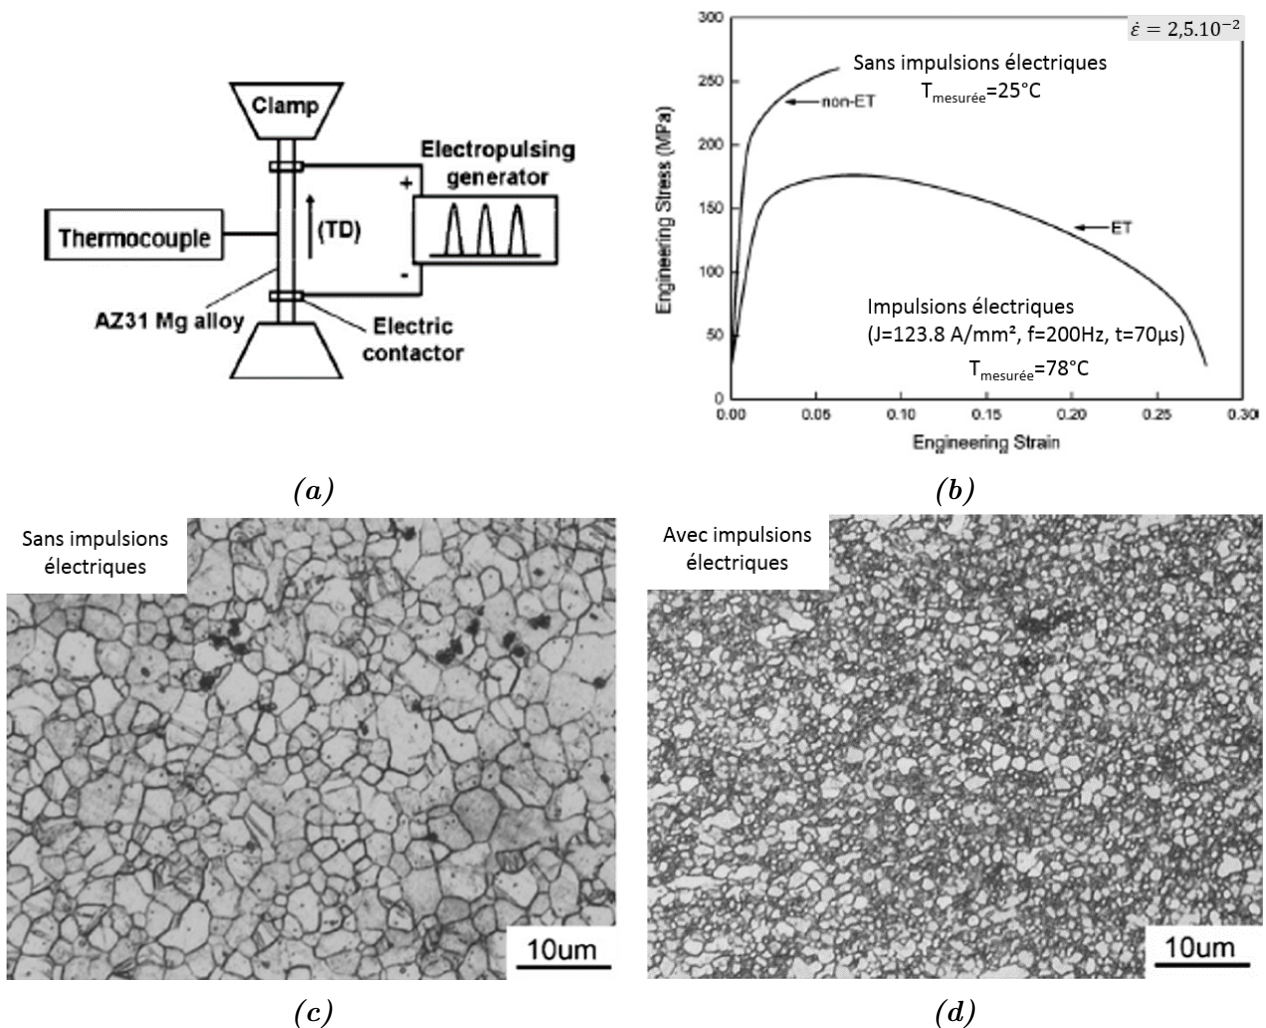 Clamp
Electropulsing
generator
+
Thermocouple
(TD)
-
AZ31 Mg alloy
Electric
contactor
(a)
300
ε̇ = 2,5.10⁻²
Sans impulsions électriques
Tmesurée=25°C
250
non-ET
200
150
ET
100
Impulsions électriques
(J=123.8 A/mm², f=200Hz, t=70µs)
50
Tmesurée=78°C
0
0.00
0.05
0.10
0.15
0.20
0.25
0.30
Engineering Stress (MPa)
Engineering Strain
(b)
Sans impulsions
électriques
10um
(c)
Avec impulsions
électriques
10um
(d)